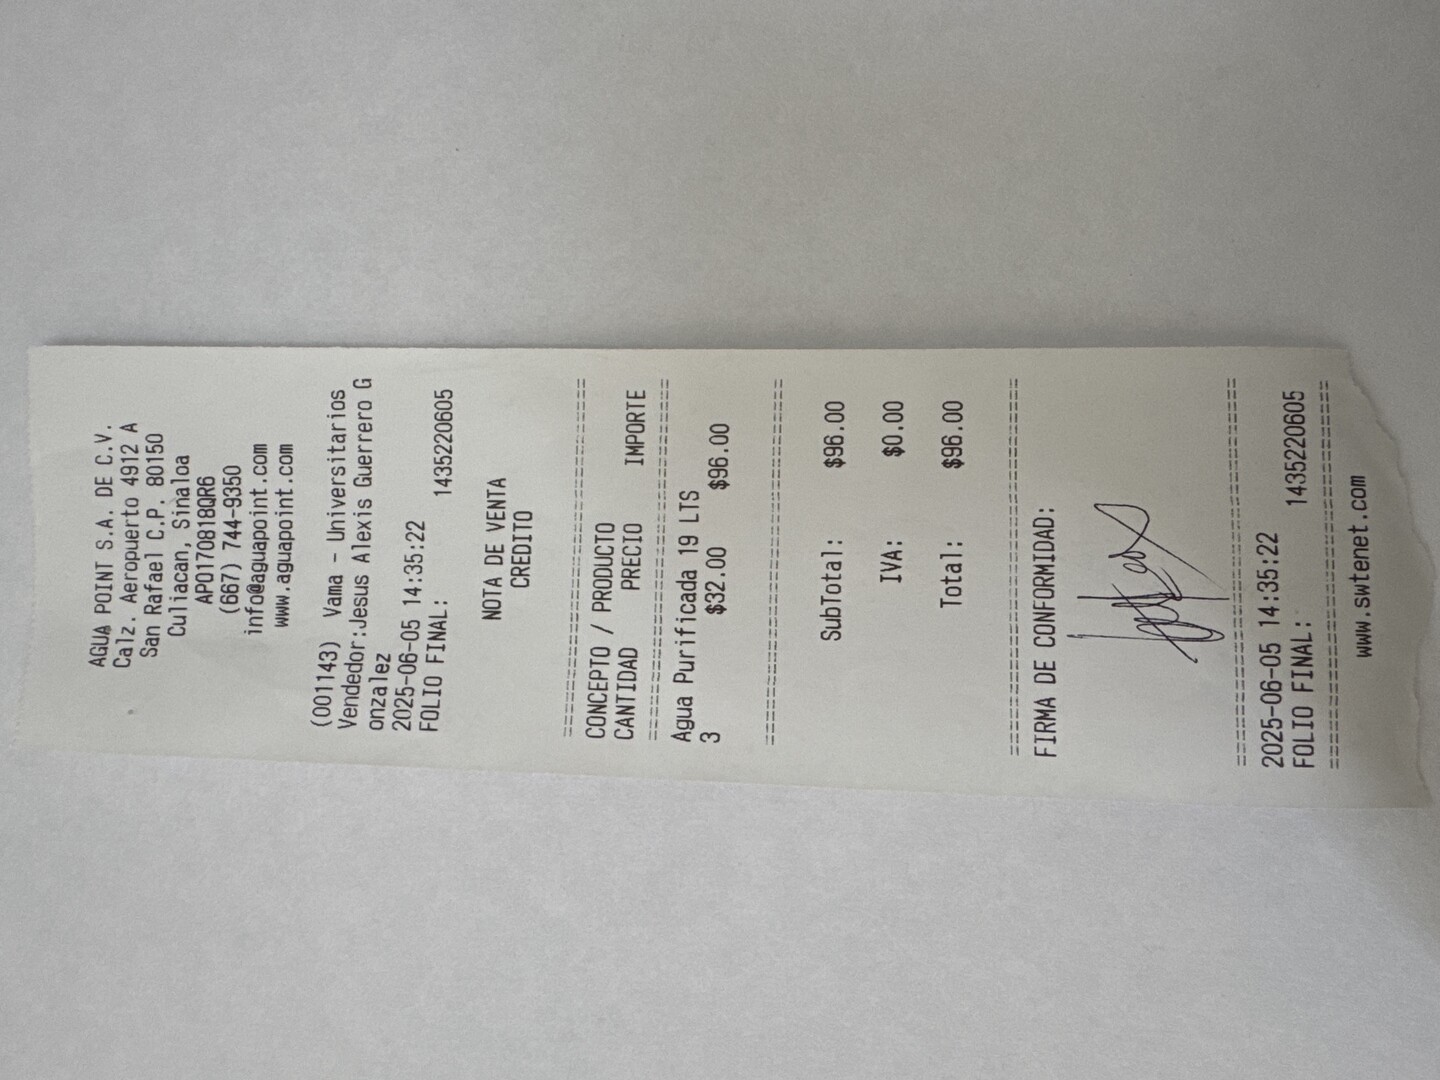 AGUA POINT S.A. DE C.V.
Calz. Aeropuerto 4912 A
San Rafael C.P. 80150
Culiacan, Sinaloa
APO170818QR6
(667) 744-9350
info@aguapoint.com
www.aguapoint.com
(001143) Vama - Universitarios
Vendedor:Jesus Alexis Guerrero G
onzalez
2025-06-05 14:35:22
FOLIO FINAL: 1435220605
NOTA DE VENTA
CREDITO
================================
CONCEPTO / PRODUCTO
CANTIDAD PRECIO IMPORTE
================================
Agua Purificada 19 LTS
3 $32.00 $96.00
================================
SubTotal: $96.00
IVA: $0.00
Total: $96.00
================================
FIRMA DE CONFORMIDAD:
================================
2025-06-05 14:35:22
FOLIO FINAL: 1435220605
================================
www.swtenet.com